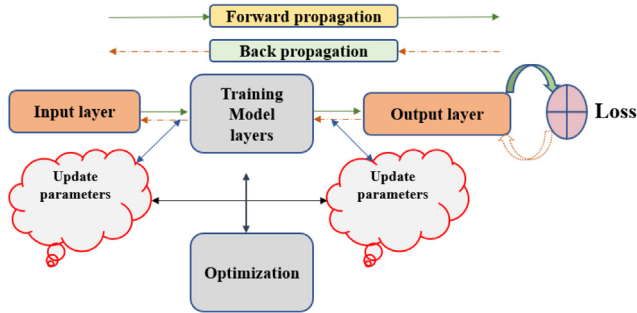 Forward propagation
Back propagation
Input layer
Training
Model
layers
Output layer
Loss
Update
parameters
Update
parameters
Optimization